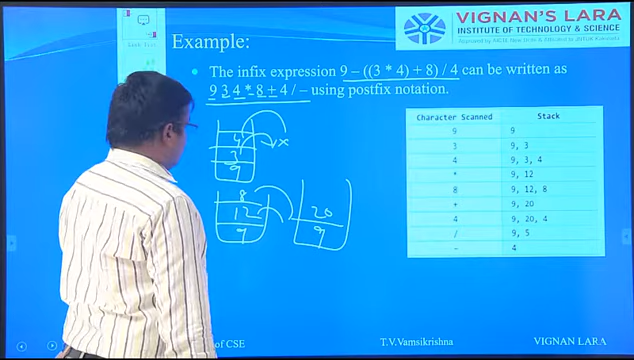 VIGNAN'S LARA
INSTITUTE OF TECHNOLOGY & SCIENCE
Example:
The infix expression 9 – ((3 * 4) + 8) / 4 can be written as
9 3 4 * 8 + 4 / – using postfix notation.
Character Scanned Stack
9 9
3 9, 3
4 9, 3, 4
* 9, 12
8 9, 12, 8
+ 9, 20
4 9, 20, 4
/ 9, 5
- 4
4
3
9
x
8
12
9
20
9
of CSE T.V.Vamsikrishna VIGNAN LARA